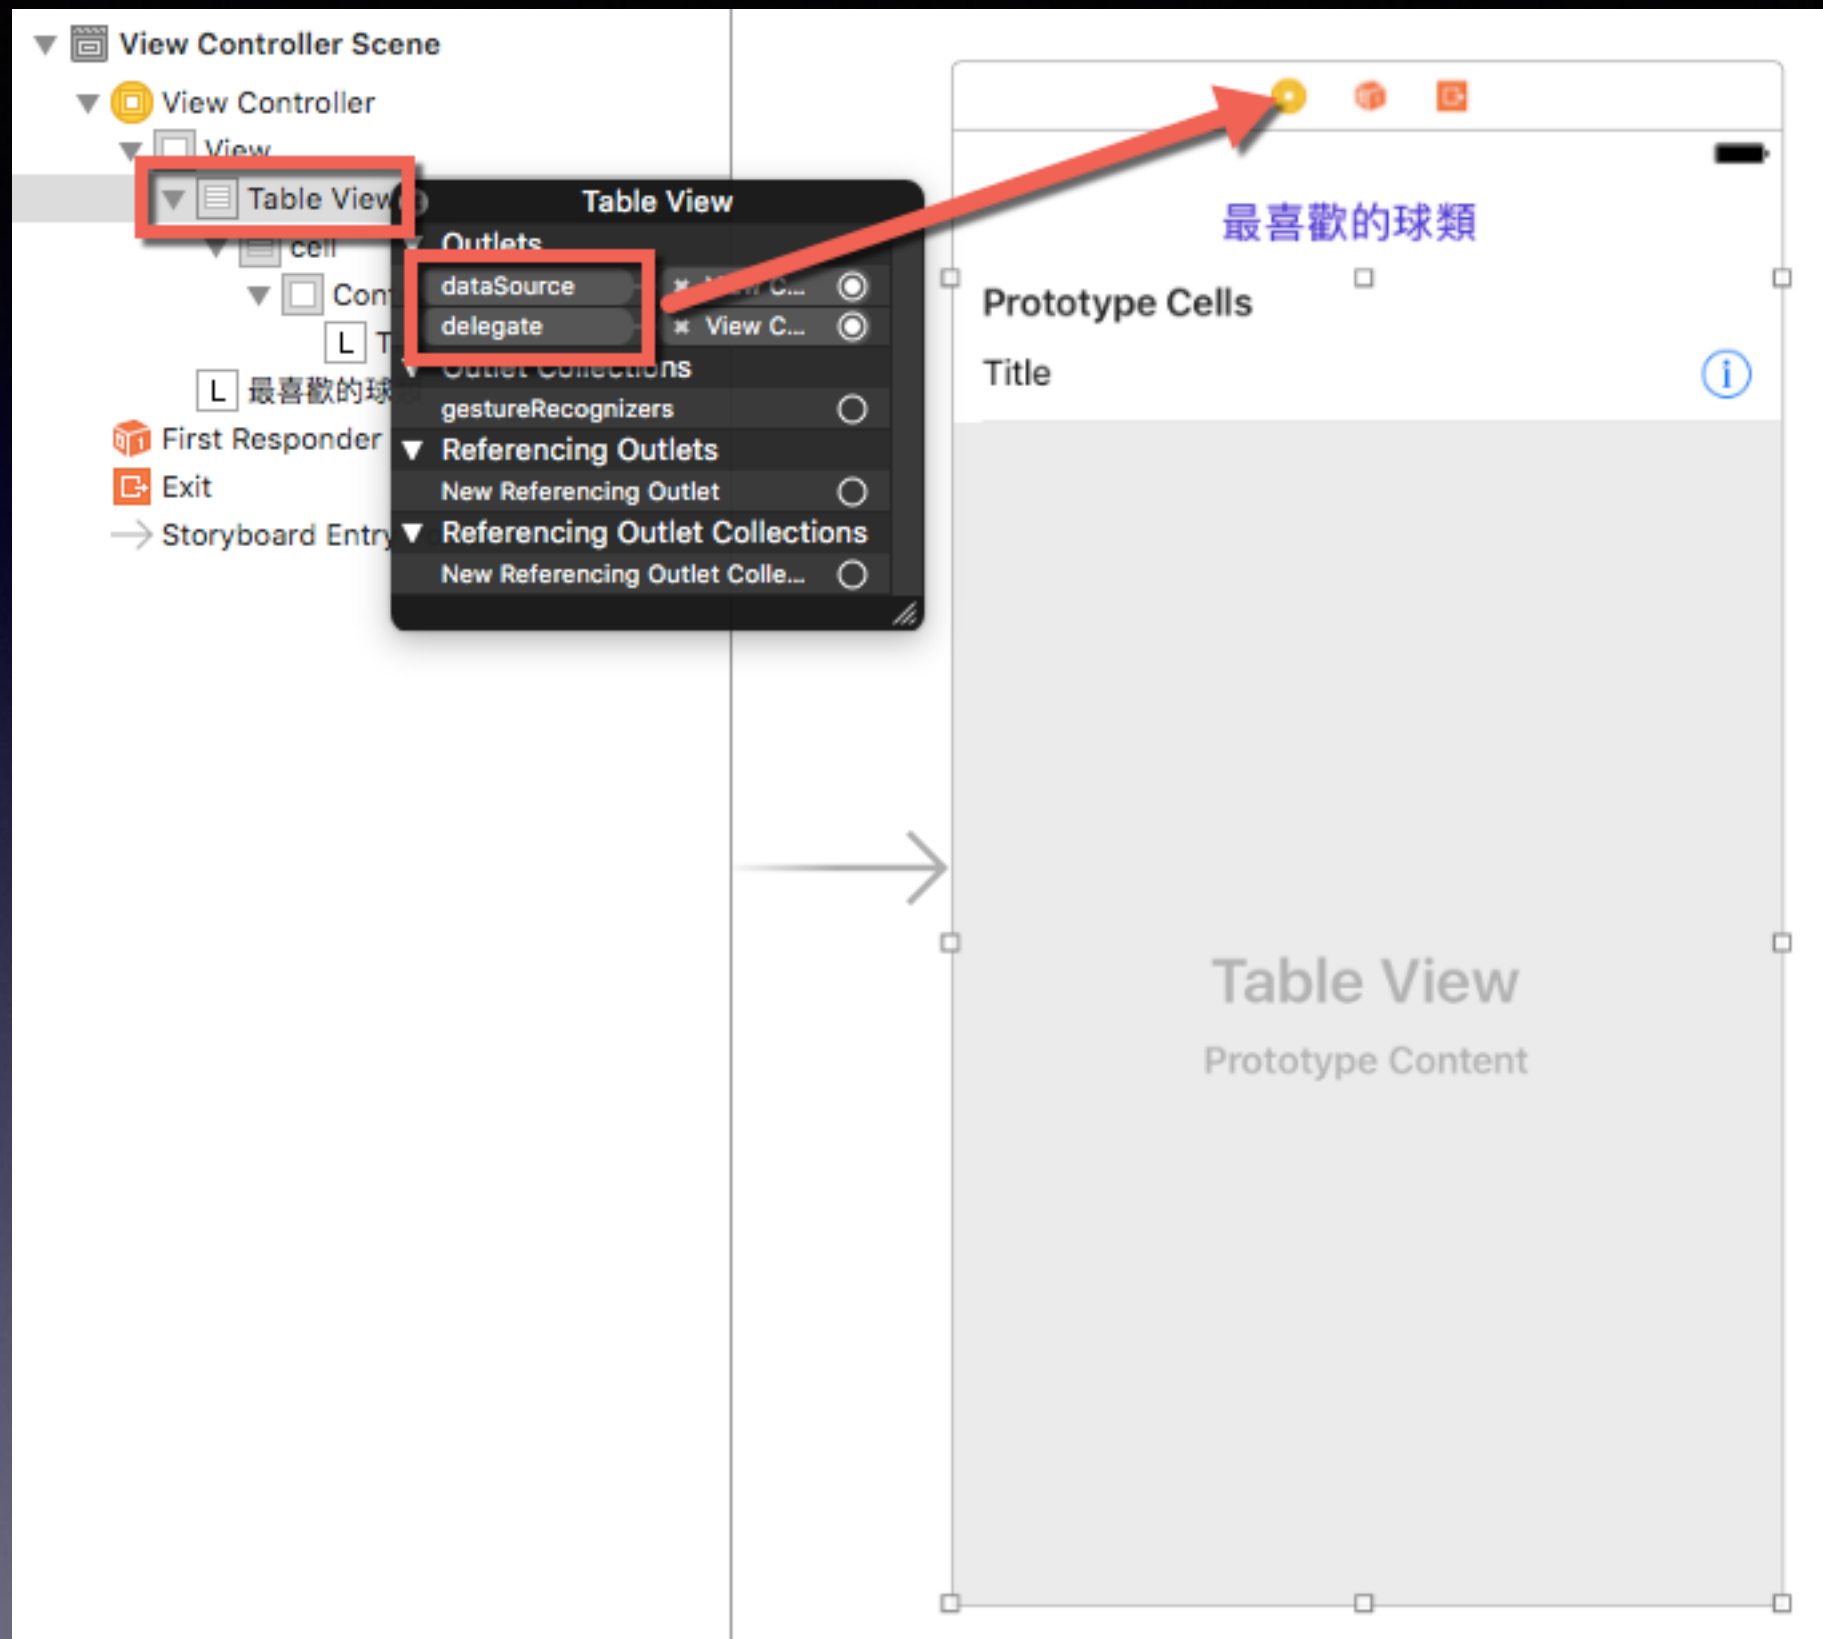 View Controller Scene
View Controller
View
Table View
cell
L
L 最喜歡的球
First Responder
Exit
Storyboard Entry
Table View
Outlets
dataSource
delegate View C...
Outlet Collections
gestureRecognizers
Referencing Outlets
New Referencing Outlet
Referencing Outlet Collections
New Referencing Outlet Colle...
最喜歡的球類
Prototype Cells
Title
Table View
Prototype Content